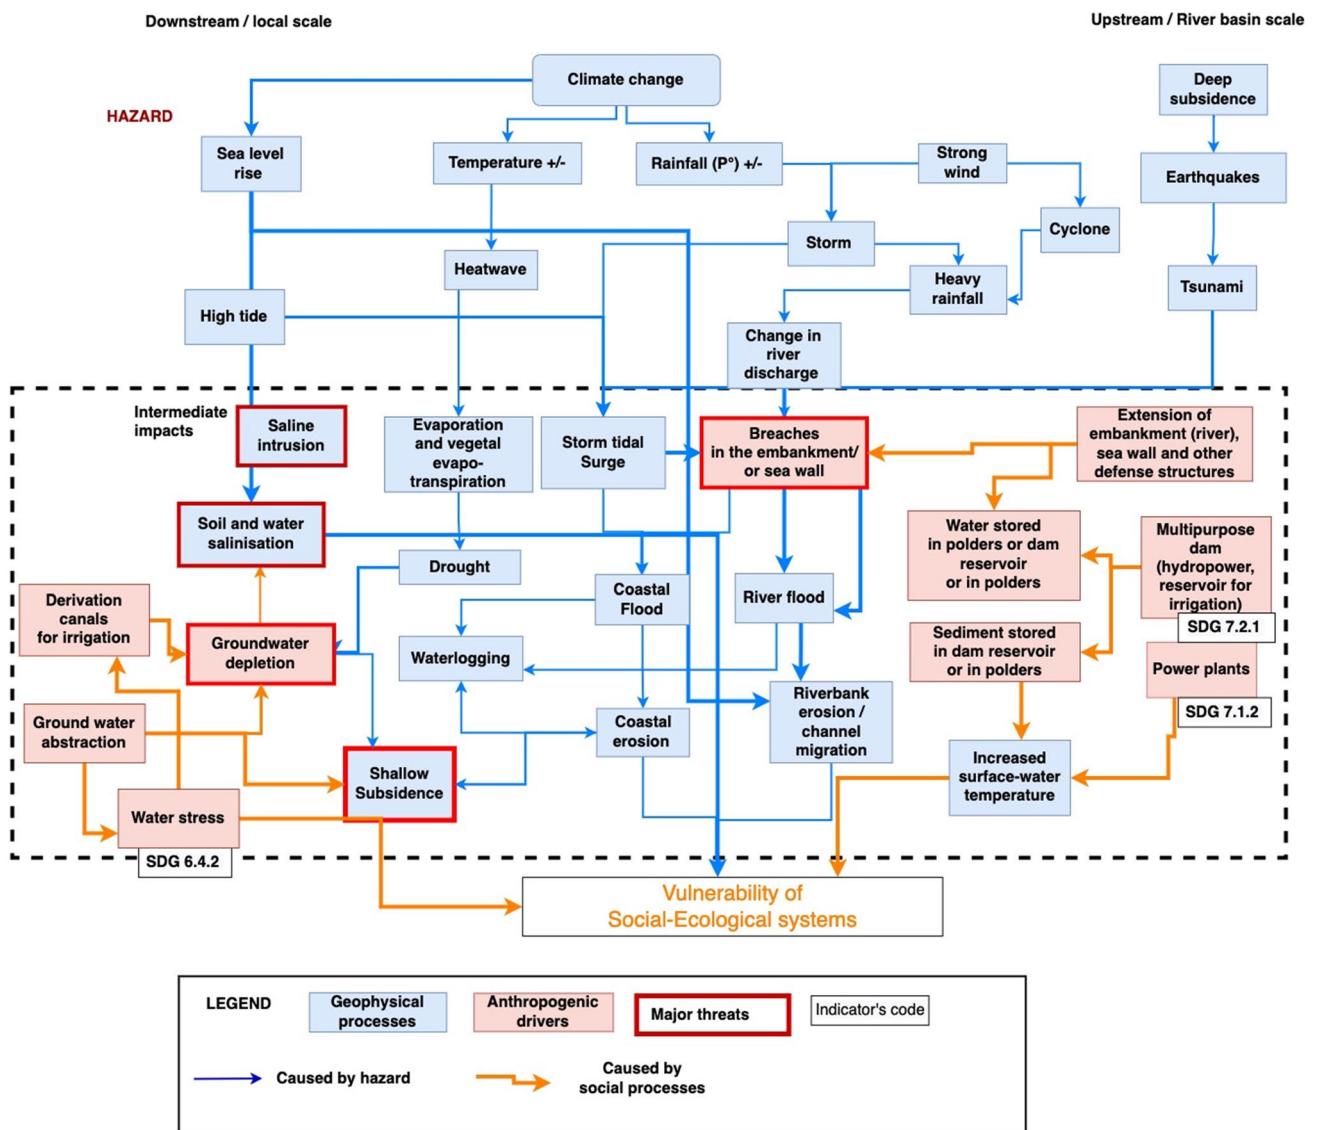 Downstream / local scale
Upstream / River basin scale
Climate change
Deep
subsidence
HAZARD
Sea level
rise
Temperature +/-
Rainfall (P°) +/-
Strong
wind
Earthquakes
Storm
Cyclone
Heatwave
Heavy
rainfall
Tsunami
High tide
Change in
river
discharge
Intermediate
impacts
Saline
intrusion
Evaporation
and vegetal
evapo-
transpiration
Storm tidal
Surge
Breaches
in the embankment/
or sea wall
Extension of
embankment (river),
sea wall and other
defense structures
Soil and water
salinisation
Drought
Water stored
in polders or dam
reservoir
or in polders
Multipurpose
dam
(hydropower,
reservoir for
irrigation)
SDG 7.2.1
Derivation
canals
for irrigation
Coastal
Flood
River flood
Groundwater
depletion
Waterlogging
Sediment stored
in dam reservoir
or in polders
Power plants
SDG 7.1.2
Ground water
abstraction
Coastal
erosion
Riverbank
erosion /
channel
migration
Shallow
Subsidence
Increased
surface-water
temperature
Water stress
SDG 6.4.2
Vulnerability of
Social-Ecological systems
LEGEND
Geophysical
processes
Anthropogenic
drivers
Major threats
Indicator's code
Caused by hazard
Caused by
social processes